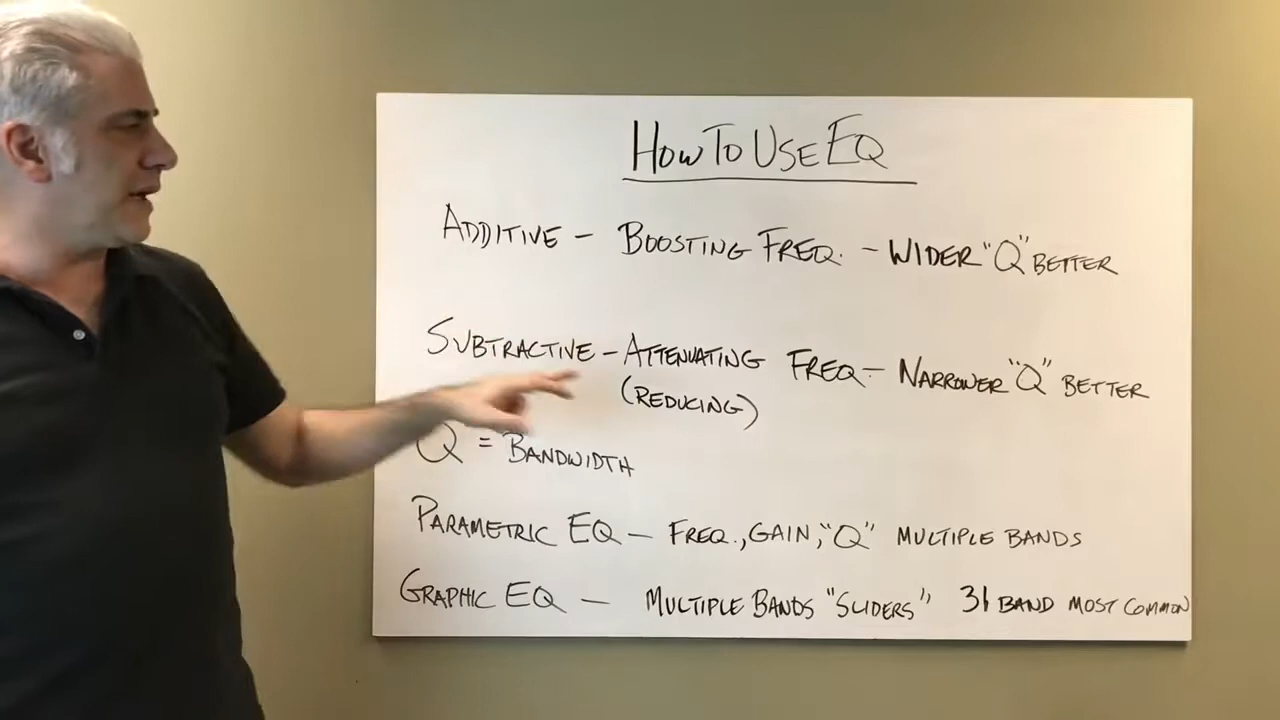 How To Use EQ
Additive - Boosting Freq. - Wider "Q" Better
Subtractive - Attenuating Freq. - Narrower "Q" Better
(Reducing)
Q = Bandwidth
Parametric EQ - Freq., Gain, "Q" Multiple Bands
Graphic EQ - Multiple Bands "Sliders" 31 Band Most Common